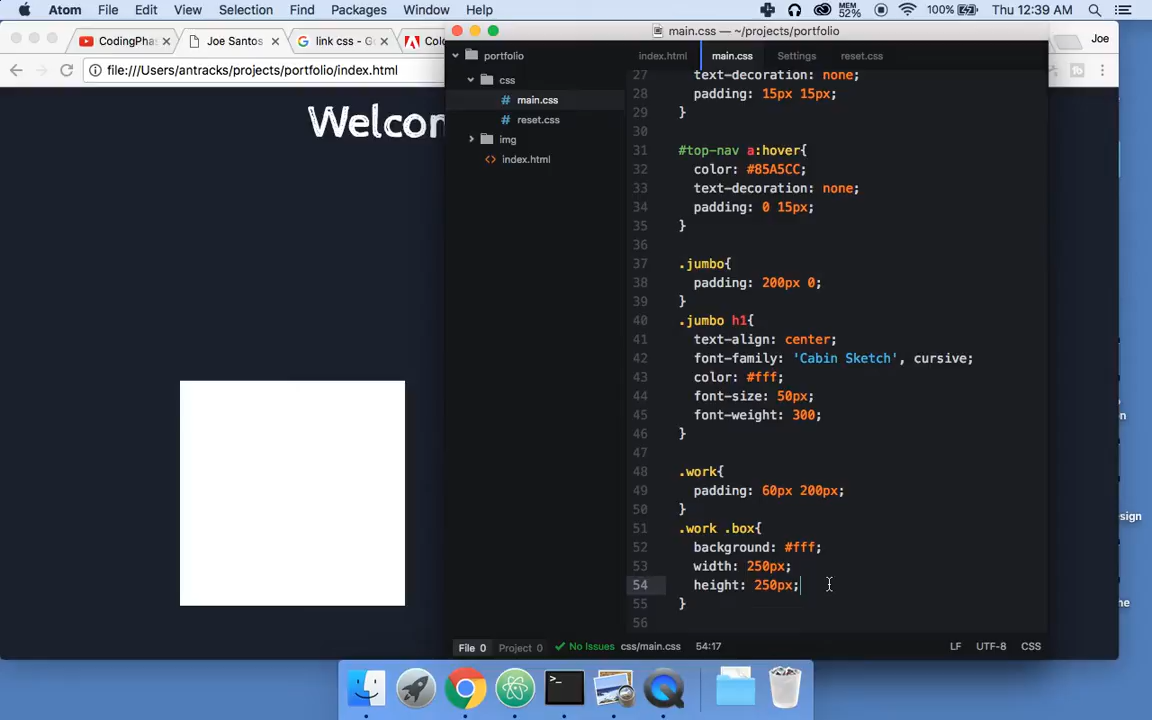 Atom File Edit View Selection Find Packages Window Help MEM 52% 100% Thu 12:39 AM
CodingPhas Joe Santos link css - Go Colo
file:///Users/antracks/projects/portfolio/index.html
Joe
Welcom
main.css — ~/projects/portfolio
portfolio
css
main.css
reset.css
img
index.html
index.html main.css Settings reset.css
27 text-decoration: none;
28 padding: 15px 15px;
29 }
30
31 #top-nav a:hover{
32 color: #85A5CC;
33 text-decoration: none;
34 padding: 0 15px;
35 }
36
37 .jumbo{
38 padding: 200px 0;
39 }
40 .jumbo h1{
41 text-align: center;
42 font-family: 'Cabin Sketch', cursive;
43 color: #fff;
44 font-size: 50px;
45 font-weight: 300;
46 }
47
48 .work{
49 padding: 60px 200px;
50 }
51 .work .box{
52 background: #fff;
53 width: 250px;
54 height: 250px;
55 }
56
File 0 Project 0 No Issues css/main.css 54:17 LF UTF-8 CSS
sign